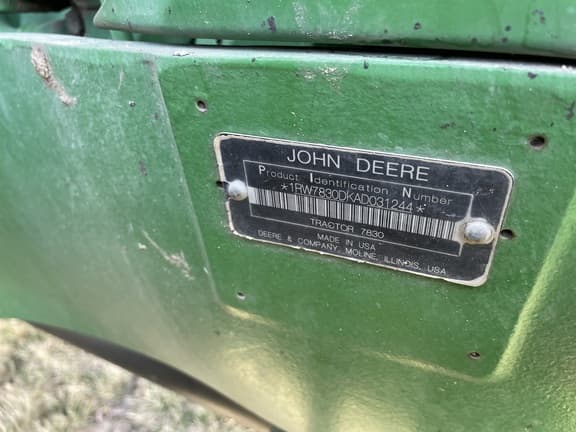 JOHN DEERE
Product Identification Number
*1RW7830DKAD031244*
TRACTOR 7830
MADE IN USA
DEERE & COMPANY, MOLINE, ILLINOIS, USA